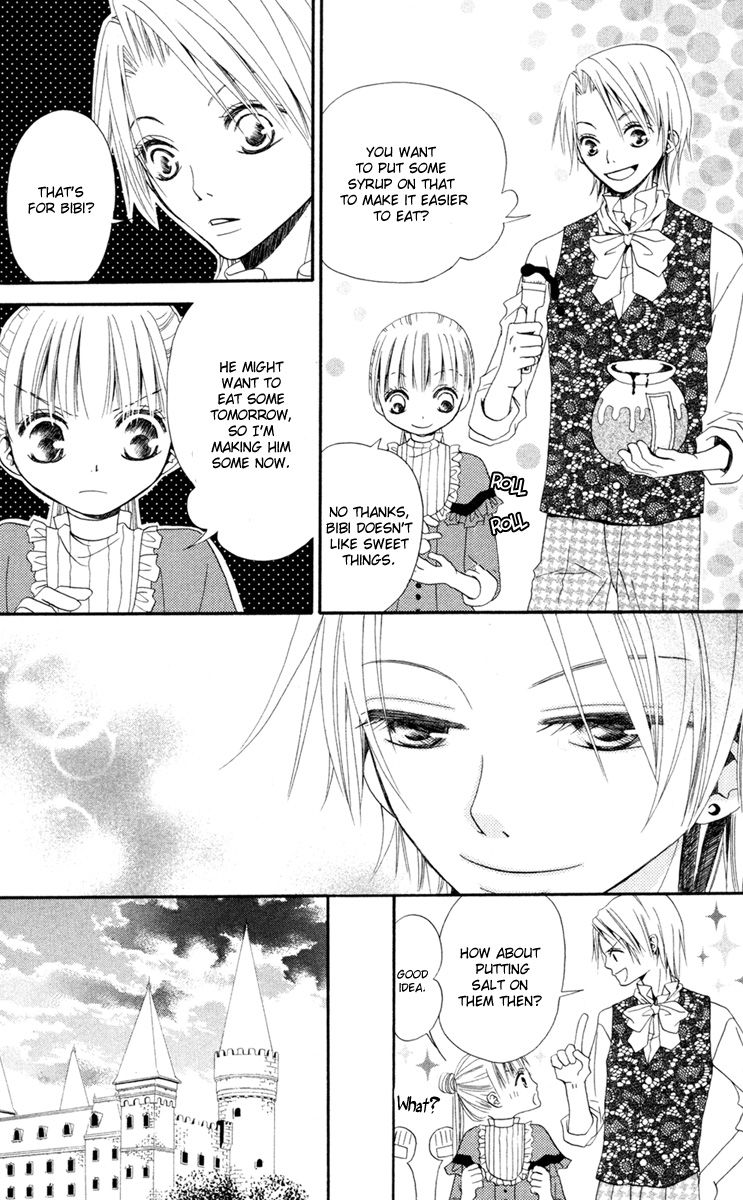 YOU WANT
TO PUT SOME
SYRUP ON THAT
TO MAKE IT EASIER
TO EAT?
ROLL
ROLL
NO THANKS,
BIBI DOESN'T
LIKE SWEET
THINGS.
THAT'S
FOR BIBI?
HE MIGHT
WANT TO
EAT SOME
TOMORROW,
SO I'M
MAKING HIM
SOME NOW.
HOW ABOUT
PUTTING
SALT ON
THEM THEN?
GOOD
IDEA.
What?